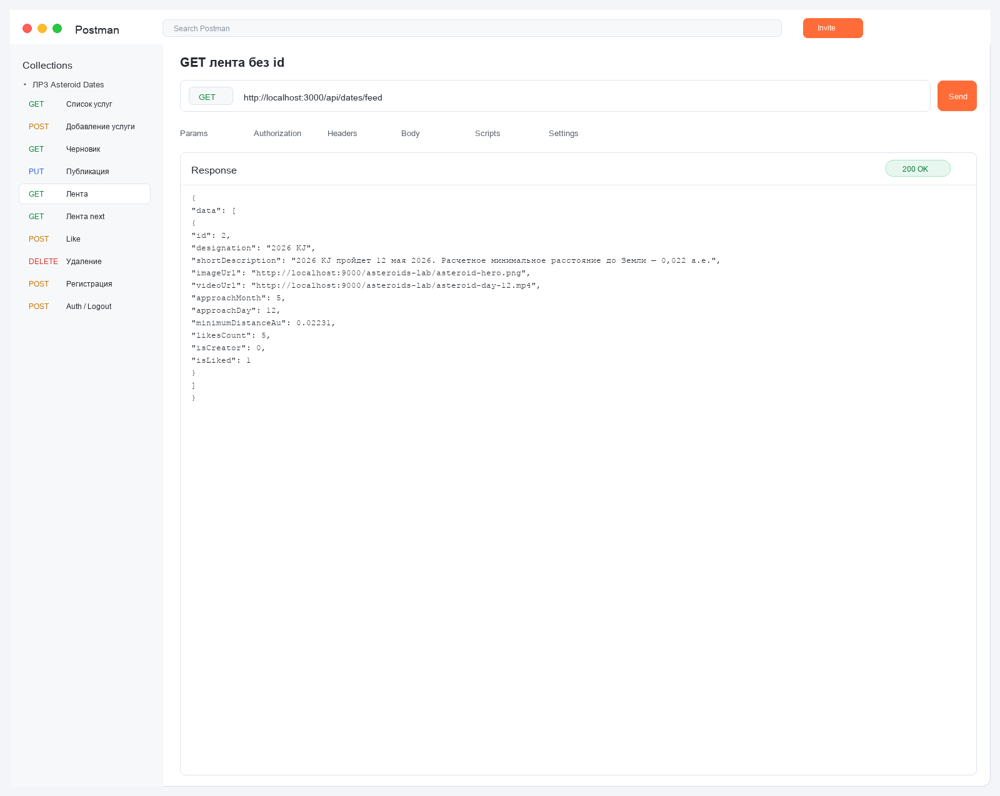 Postman
Search Postman
Invite
Collections
ЛР3 Asteroid Dates
GET Список услуг
POST Добавление услуги
GET Черновик
PUT Публикация
GET Лента
GET Лента next
POST Like
DELETE Удаление
POST Регистрация
POST Auth / Logout
GET лента без id
GET http://localhost:3000/api/dates/feed
Send
Params Authorization Headers Body Scripts Settings
Response
200 OK
{
"data": [
{
"id": 2,
"designation": "2026 KJ",
"shortDescription": "2026 KJ пройдет 12 мая 2026. Расчетное минимальное расстояние до Земли — 0,022 а.е.",
"imageUrl": "http://localhost:9000/asteroids-lab/asteroid-hero.png",
"videoUrl": "http://localhost:9000/asteroids-lab/asteroid-day-12.mp4",
"approachMonth": 5,
"approachDay": 12,
"minimumDistanceAu": 0.02231,
"likesCount": 5,
"isCreator": 0,
"isLiked": 1
}
]
}